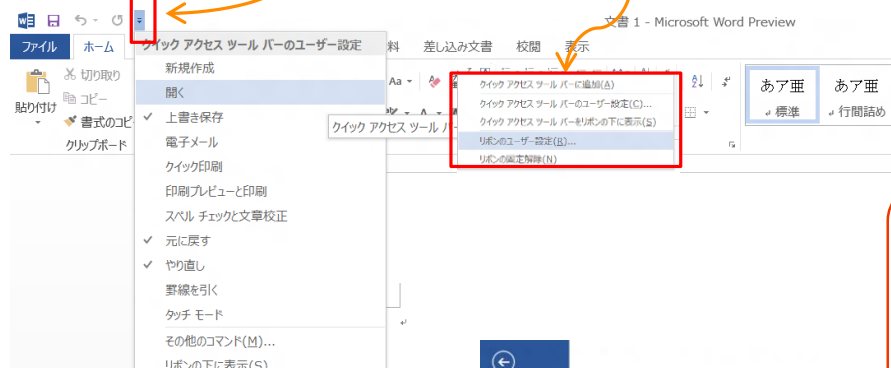 文書 1 - Microsoft Word Preview
ファイル ホーム クイック アクセス ツール バーのユーザー設定 料 差し込み文書 校閲 表示
切り取り
コピー
貼り付け
書式のコピ
クリップボード
新規作成
開く
上書き保存
電子メール
クイック印刷
印刷プレビューと印刷
スペル チェックと文章校正
元に戻す
やり直し
罫線を引く
タッチ モード
その他のコマンド(M)...
リボンの下に表示(S)
クイック アクセス ツール バー
Aa
クイック アクセス ツール バーに追加(A)
クイック アクセス ツール バーのユーザー設定(C)...
クイック アクセス ツール バーをリボンの下に表示(S)
リボンのユーザー設定(R)...
リボンの固定解除(N)
あア亜 あア亜
標準 行間詰め